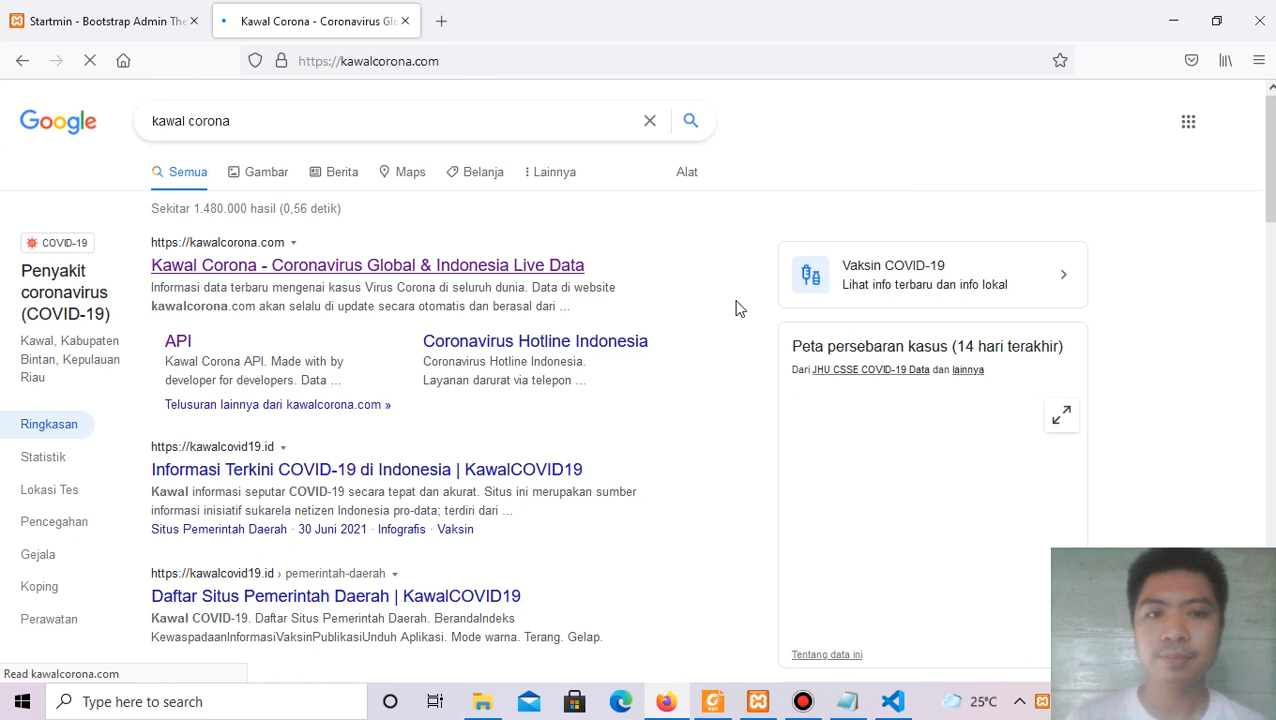 Startmin - Bootstrap Admin The
Kawal Corona - Coronavirus Glo
https://kawalcorona.com
Google
kawal corona
Semua
Gambar
Berita
Maps
Belanja
Lainnya
Alat
Sekitar 1.480.000 hasil (0,56 detik)
COVID-19
Penyakit
coronavirus
(COVID-19)
Kawal, Kabupaten
Bintan, Kepulauan
Riau
Ringkasan
Statistik
Lokasi Tes
Pencegahan
Gejala
Koping
Perawatan
https://kawalcorona.com
Kawal Corona - Coronavirus Global & Indonesia Live Data
Informasi data terbaru mengenai kasus Virus Corona di seluruh dunia. Data di website
kawalcorona.com akan selalu di update secara otomatis dan berasal dari ...
API
Kawal Corona API. Made with by
developer for developers. Data ...
Coronavirus Hotline Indonesia
Coronavirus Hotline Indonesia.
Layanan darurat via telepon ...
Telusuran lainnya dari kawalcorona.com »
https://kawalcovid19.id
Informasi Terkini COVID-19 di Indonesia | KawalCOVID19
Kawal informasi seputar COVID-19 secara tepat dan akurat. Situs ini merupakan sumber
informasi inisiatif sukarela netizen Indonesia pro-data; terdiri dari ...
Situs Pemerintah Daerah · 30 Juni 2021 · Infografis · Vaksin
https://kawalcovid19.id › pemerintah-daerah
Daftar Situs Pemerintah Daerah | KawalCOVID19
Kawal COVID-19. Daftar Situs Pemerintah Daerah. BerandaIndeks
KewaspadaanInformasiVaksinPublikasiUnduh Aplikasi. Mode warna. Terang. Gelap.
Vaksin COVID-19
Lihat info terbaru dan info lokal
Peta persebaran kasus (14 hari terakhir)
Dari JHU CSSE COVID-19 Data dan lainnya
Tentang data ini
Read kawalcorona.com
Type here to search
25°C